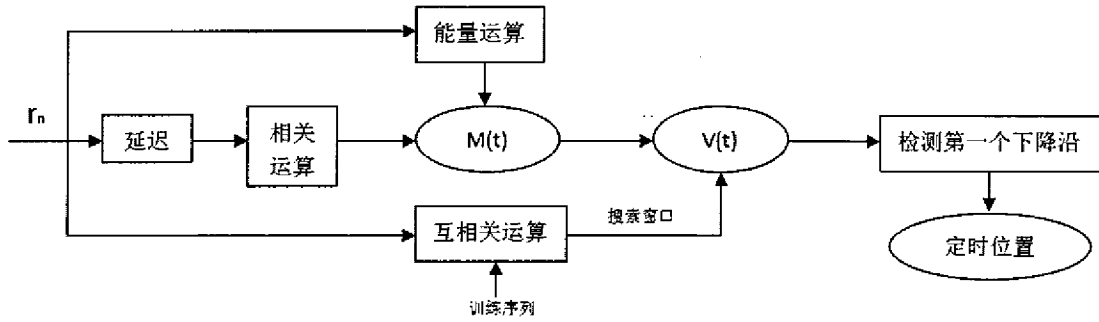 能量运算
rn
延迟
相关
运算
M(t)
V(t)
检测第一个下降沿
互相关运算
搜索窗口
定时位置
训练序列